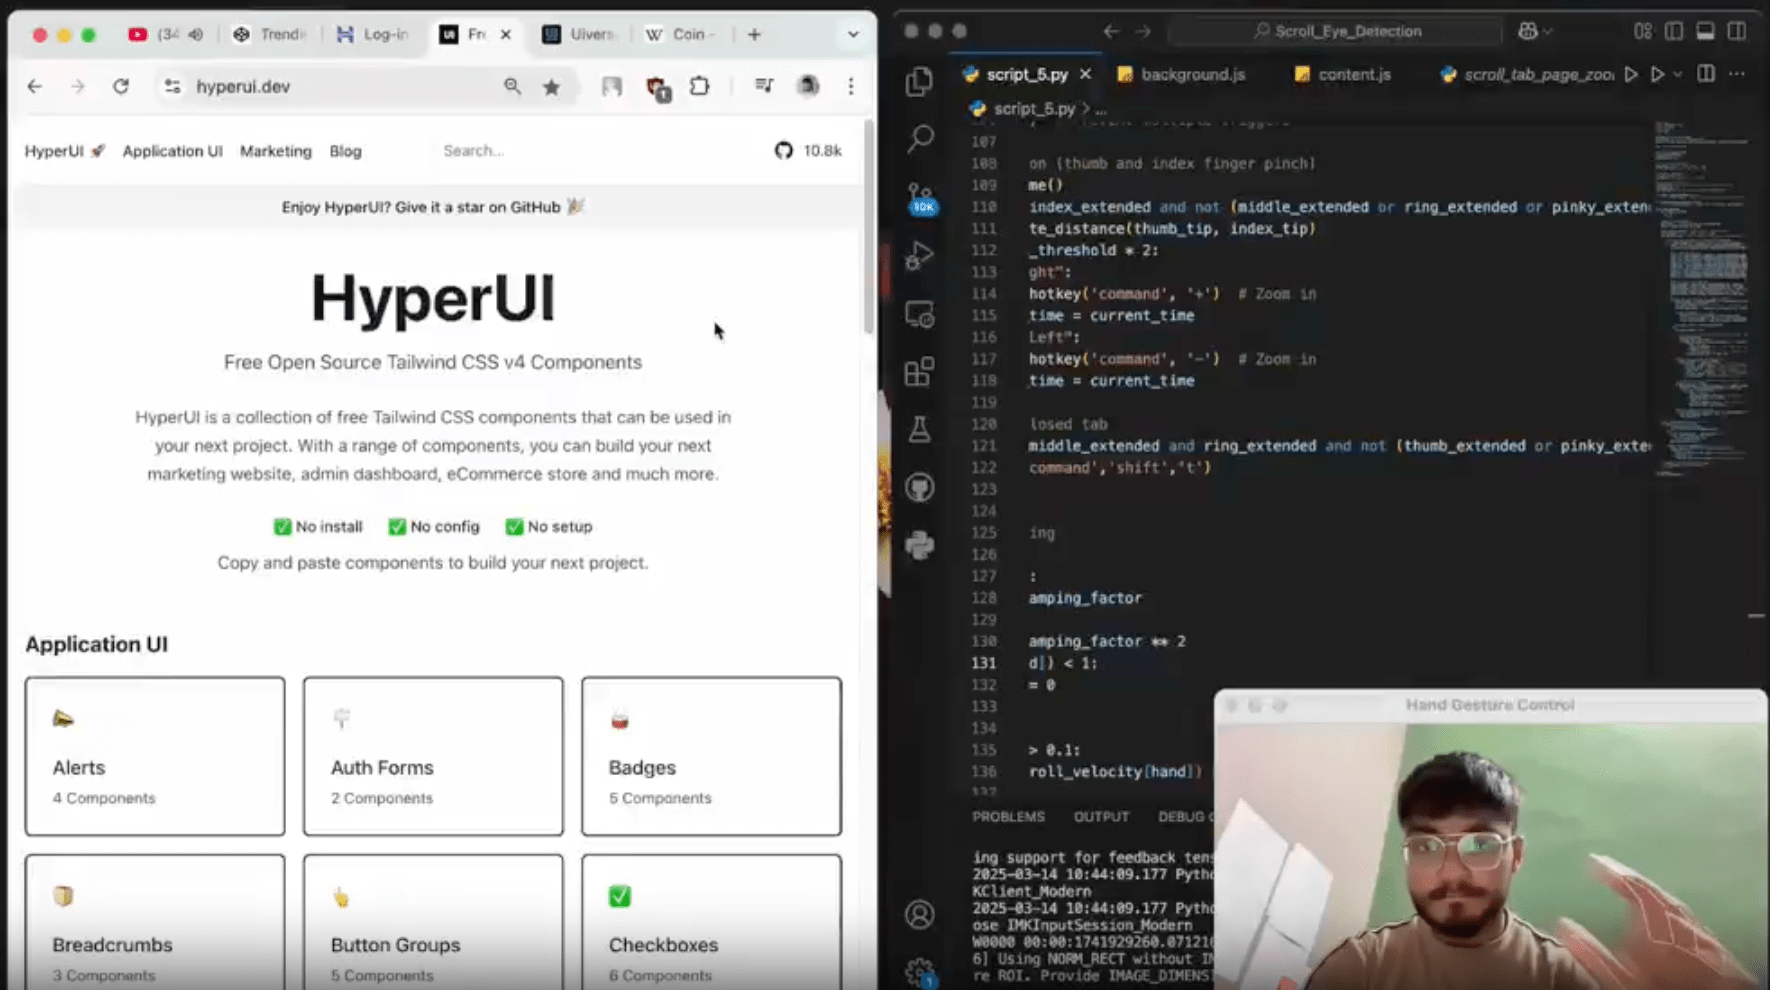 (34
Trendi
Log-in
Fr
Uivers
Coin -
hyperui.dev
1
HyperUI 🚀 Application UI Marketing Blog Search... 10.8k
Enjoy HyperUI? Give it a star on GitHub 🎉
HyperUI
Free Open Source Tailwind CSS v4 Components
HyperUI is a collection of free Tailwind CSS components that can be used in
your next project. With a range of components, you can build your next
marketing website, admin dashboard, eCommerce store and much more.
✅ No install ✅ No config ✅ No setup
Copy and paste components to build your next project.
Application UI
Alerts
4 Components
Auth Forms
2 Components
Badges
5 Components
Breadcrumbs
3 Components
Button Groups
5 Components
Checkboxes
6 Components
Scroll_Eye_Detection
script_5.py
background.js
content.js
scroll_tab_page_zoo
script_5.py > ...
10K
107
108 on (thumb and index finger pinch)
109 me()
110 index_extended and not (middle_extended or ring_extended or pinky_exten
111 te_distance(thumb_tip, index_tip)
112 _threshold * 2:
113 ght":
114 hotkey('command', '+') # Zoom in
115 time = current_time
116 Left":
117 hotkey('command', '-') # Zoom in
118 time = current_time
119
120 losed tab
121 middle_extended and ring_extended and not (thumb_extended or pinky_exte
122 command','shift','t')
123
124
125 ing
126
127 :
128 amping_factor
129
130 amping_factor ** 2
131 d]) < 1:
132 = 0
133
134
135 > 0.1:
136 roll_velocity[hand])
137
PROBLEMS OUTPUT DEBUG
ing support for feedback tens
2025-03-14 10:44:09.177 Pytho
KClient_Modern
2025-03-14 10:44:09.177 Pytho
ose IMKInputSession_Modern
W0000 00:00:1741929260.071216
6] Using NORM_RECT without IM
re ROI. Provide IMAGE_DIMENSI
1
Hand Gesture Control